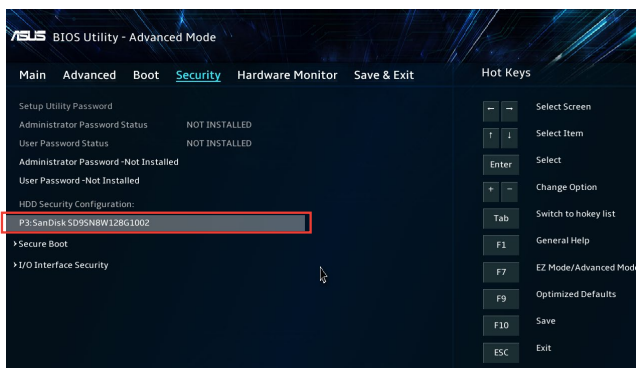 ASUS BIOS Utility - Advanced Mode
Main Advanced Boot Security Hardware Monitor Save & Exit
Setup Utility Password
Administrator Password Status NOT INSTALLED
User Password Status NOT INSTALLED
Administrator Password -Not Installed
User Password -Not Installed
HDD Security Configuration:
P3:SanDisk SD9SN8W128G1002
Secure Boot
I/O Interface Security
Hot Keys
← → Select Screen
↑ ↓ Select Item
Enter Select
+ - Change Option
Tab Switch to hokey list
F1 General Help
F7 EZ Mode/Advanced Mode
F9 Optimized Defaults
F10 Save
ESC Exit